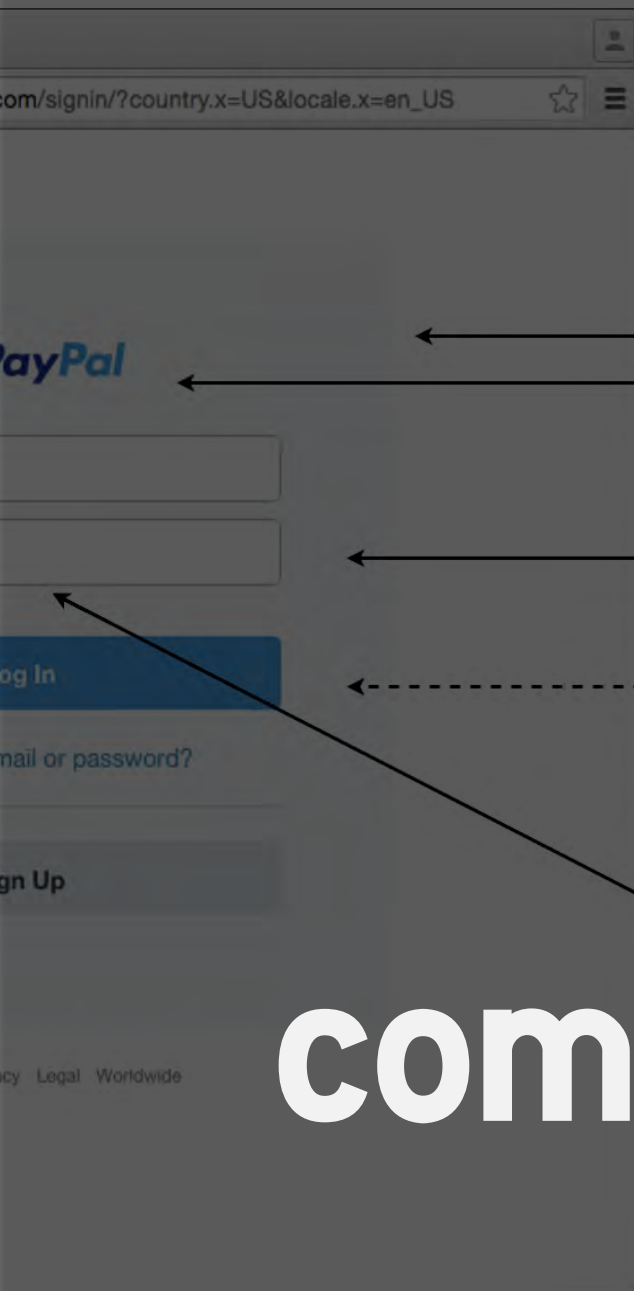 com/signin/?country.x=US&locale.x=en_US
PayPal
og In
mail or password?
gn Up
cy Legal Worldwide
com